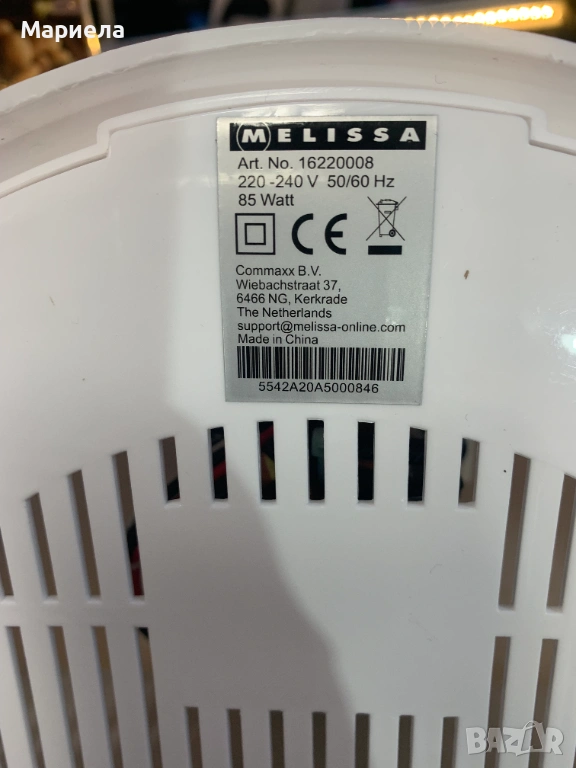 Мариела
MELISSA
Art. No. 16220008
220 -240 V 50/60 Hz
85 Watt
CE
Commaxx B.V.
Wiebachstraat 37,
6466 NG, Kerkrade
The Netherlands
support@melissa-online.com
Made in China
5542A20A5000846
BAZAR